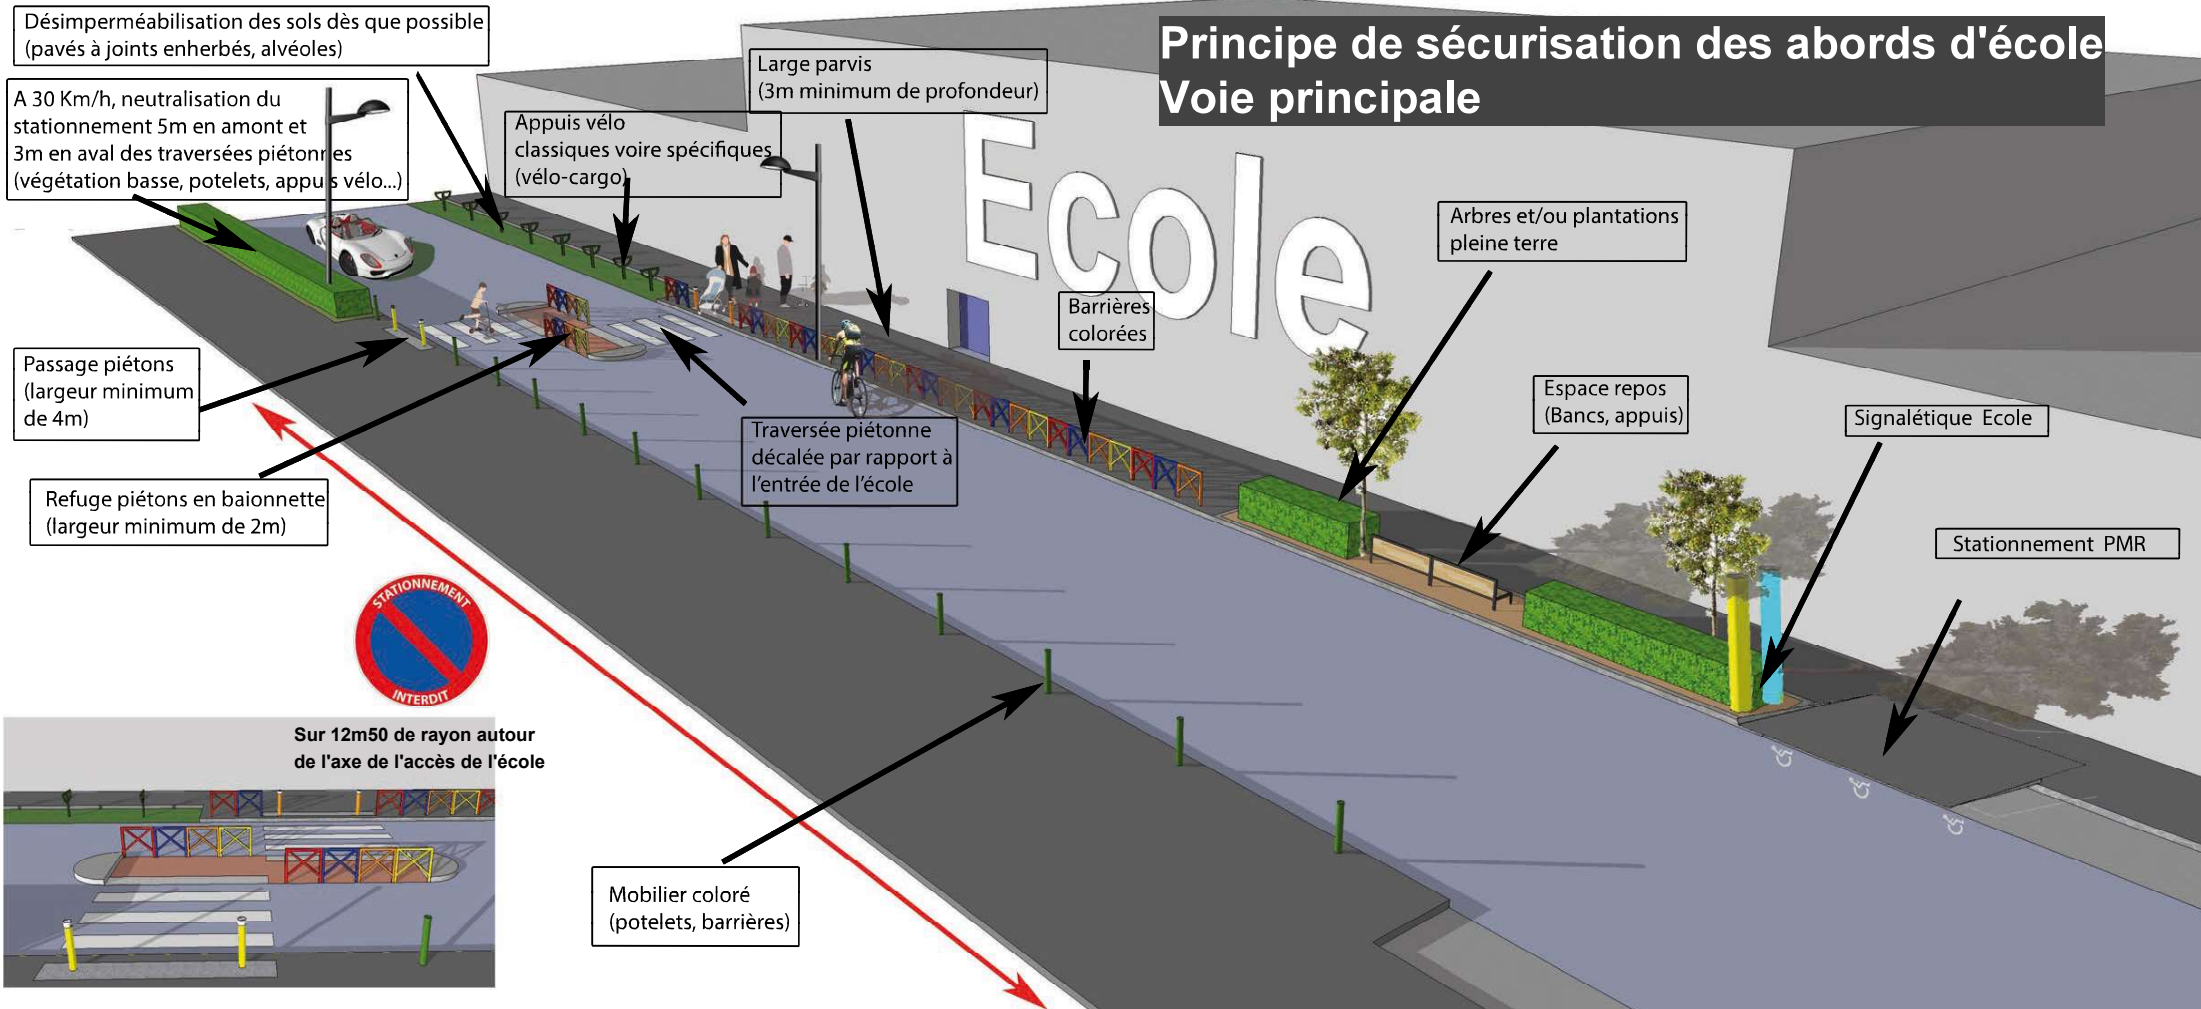 Principe de sécurisation des abords d'école
Voie principale
Désimperméabilisation des sols dès que possible
(pavés à joints enherbés, alvéoles)
A 30 Km/h, neutralisation du
stationnement 5m en amont et
3m en aval des traversées piétonnes
(végétation basse, potelets, appuis vélo...)
Appuis vélo
classiques voire spécifiques
(vélo-cargo)
Large parvis
(3m minimum de profondeur)
Ecole
Arbres et/ou plantations
pleine terre
Barrières
colorées
Passage piétons
(largeur minimum
de 4m)
Espace repos
(Bancs, appuis)
Signalétique Ecole
Traversée piétonne
décalée par rapport à
l'entrée de l'école
Refuge piétons en baionnette
(largeur minimum de 2m)
Stationnement PMR
STATIONNEMENT
INTERDIT
Sur 12m50 de rayon autour
de l'axe de l'accès de l'école
Mobilier coloré
(potelets, barrières)